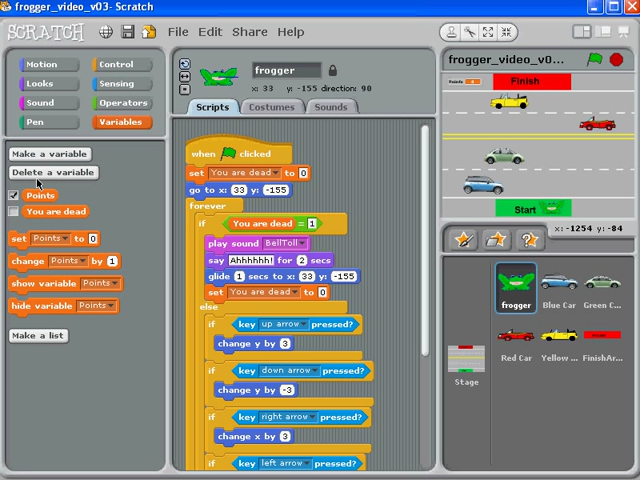 frogger_video_v03- Scratch
SCRATCH
File Edit Share Help
Motion
Control
Looks
Sensing
Sound
Operators
Pen
Variables
Make a variable
Delete a variable
Points
You are dead
set Points to 0
change Points by 1
show variable Points
hide variable Points
Make a list
frogger
x: 33 y: -155 direction: 90
Scripts
Costumes
Sounds
when clicked
set You are dead to 0
go to x: 33 y: -155
forever
if You are dead = 1
play sound BellToll
say Ahhhhhh! for 2 secs
glide 1 secs to x: 33 y: -155
set You are dead to 0
else
if key up arrow pressed?
change y by 3
if key down arrow pressed?
change y by -3
if key right arrow pressed?
change x by 3
if key left arrow pressed?
frogger_video_v0...
Points
Finish
Start
x: -1254 y: -84
frogger
Blue Car
Green C...
Red Car
Yellow ...
FinishAr...
Stage